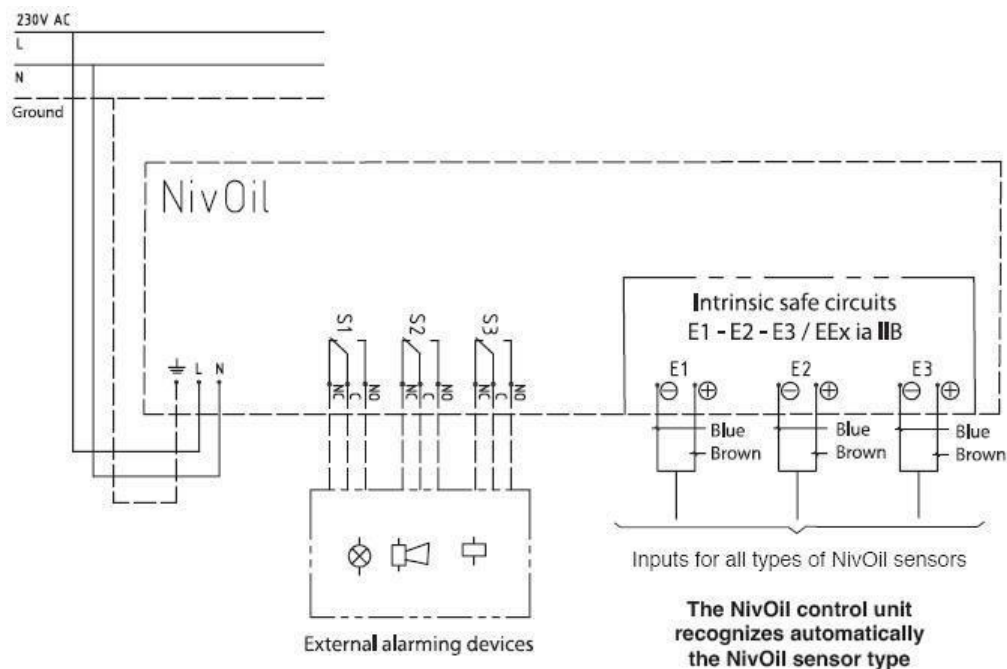 230V AC
L
N
Ground
NivOil
Intrinsic safe circuits
E1 - E2 - E3 / EEx ia IIB
S1 S2 S3
L N
NC C NO NC C NO NC C NO
E1 E2 E3
Blue Blue Blue
Brown Brown Brown
Inputs for all types of NivOil sensors
External alarming devices
The NivOil control unit
recognizes automatically
the NivOil sensor type